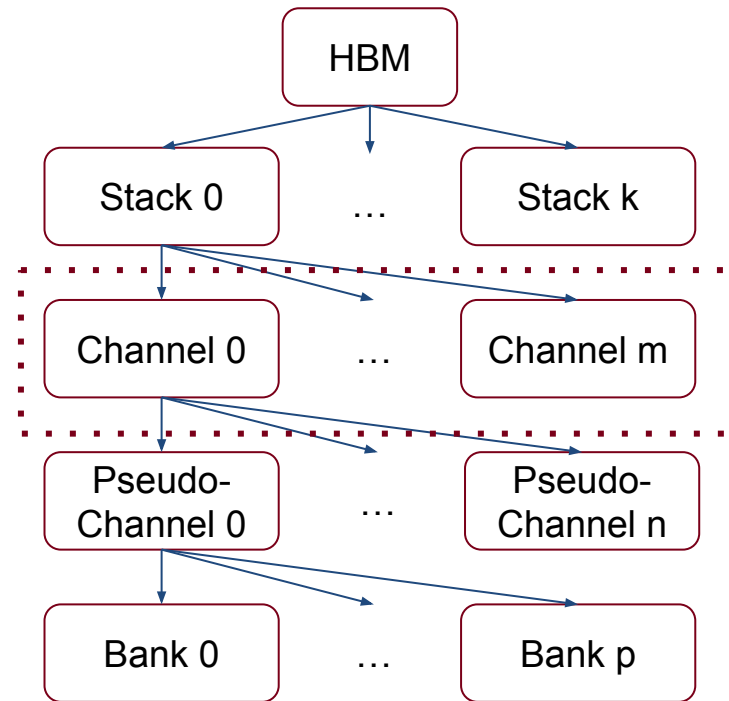 HBM
Stack 0
...
Stack k
Channel 0
...
Channel m
Pseudo-
Channel 0
...
Pseudo-
Channel n
Bank 0
...
Bank p